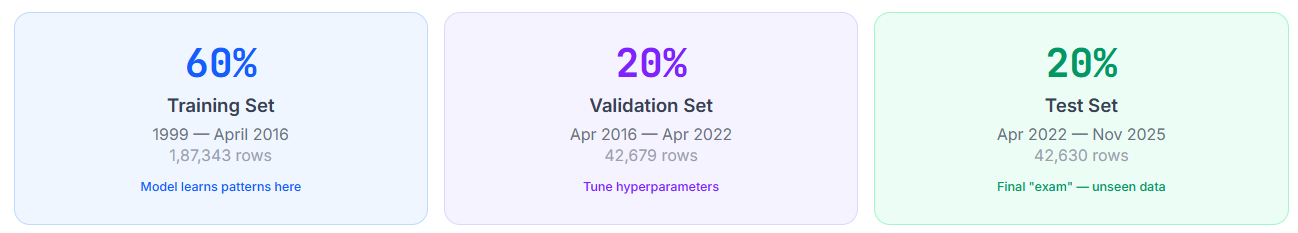 60%
Training Set
1999 — April 2016
1,87,343 rows
Model learns patterns here
20%
Validation Set
Apr 2016 — Apr 2022
42,679 rows
Tune hyperparameters
20%
Test Set
Apr 2022 — Nov 2025
42,630 rows
Final "exam" — unseen data